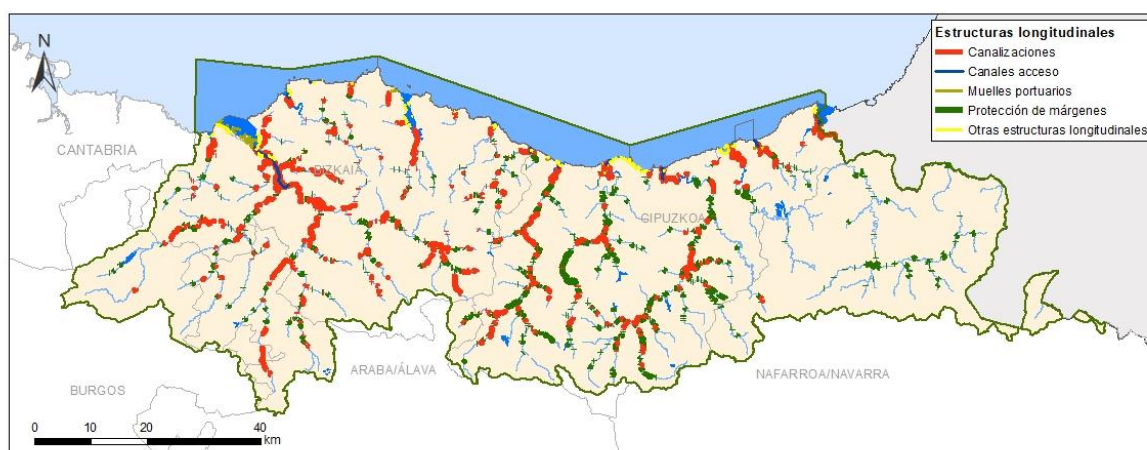 Estructuras longitudinales
Canalizaciones
Canales acceso
Muelles portuarios
Protección de márgenes
Otras estructuras longitudinales
N
CANTABRIA
BIZKAIA
GIPUZKOA
ARABA/ÁLAVA
NAFARROA/NAVARRA
BURGOS
0 10 20 40
km